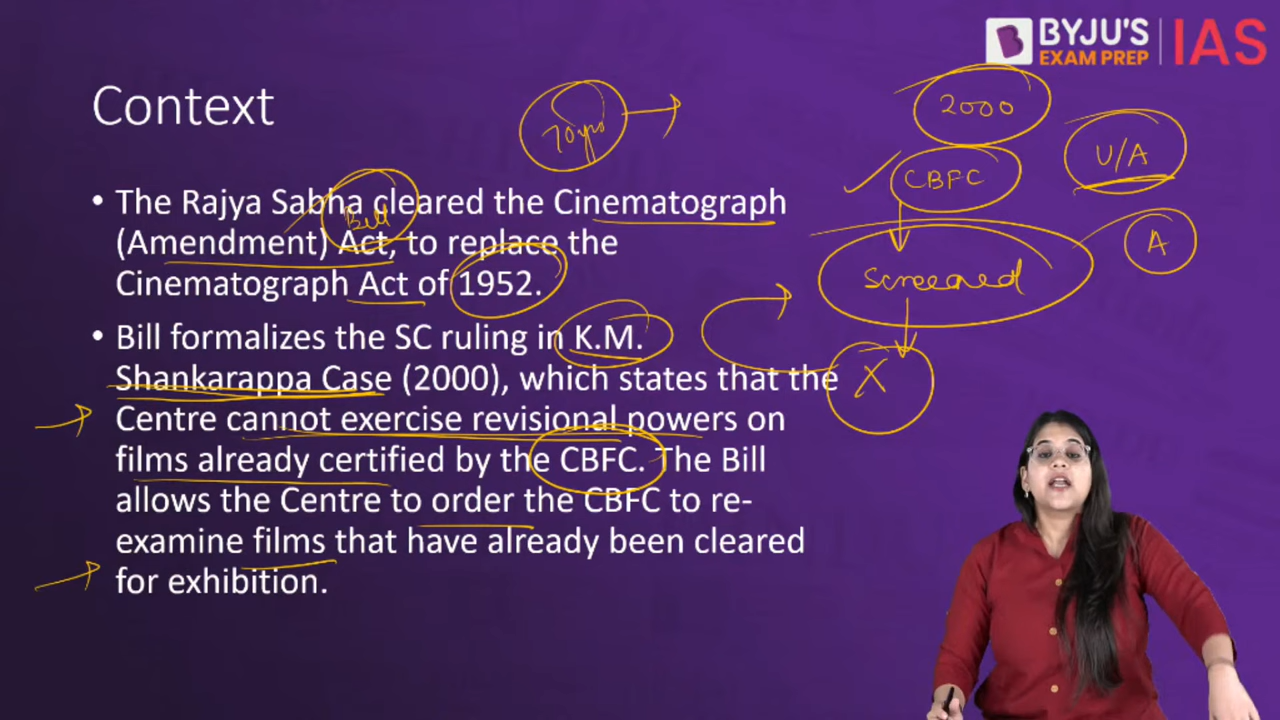 BYJU'S
EXAM PREP
IAS
Context
70yrs
2000
CBFC
U/A
A
Screened
X
• The Rajya Sabha cleared the Cinematograph
Bill
(Amendment) Act, to replace the
Cinematograph Act of 1952.
• Bill formalizes the SC ruling in K.M.
Shankarappa Case (2000), which states that the
Centre cannot exercise revisional powers on
films already certified by the CBFC. The Bill
allows the Centre to order the CBFC to re-
examine films that have already been cleared
for exhibition.